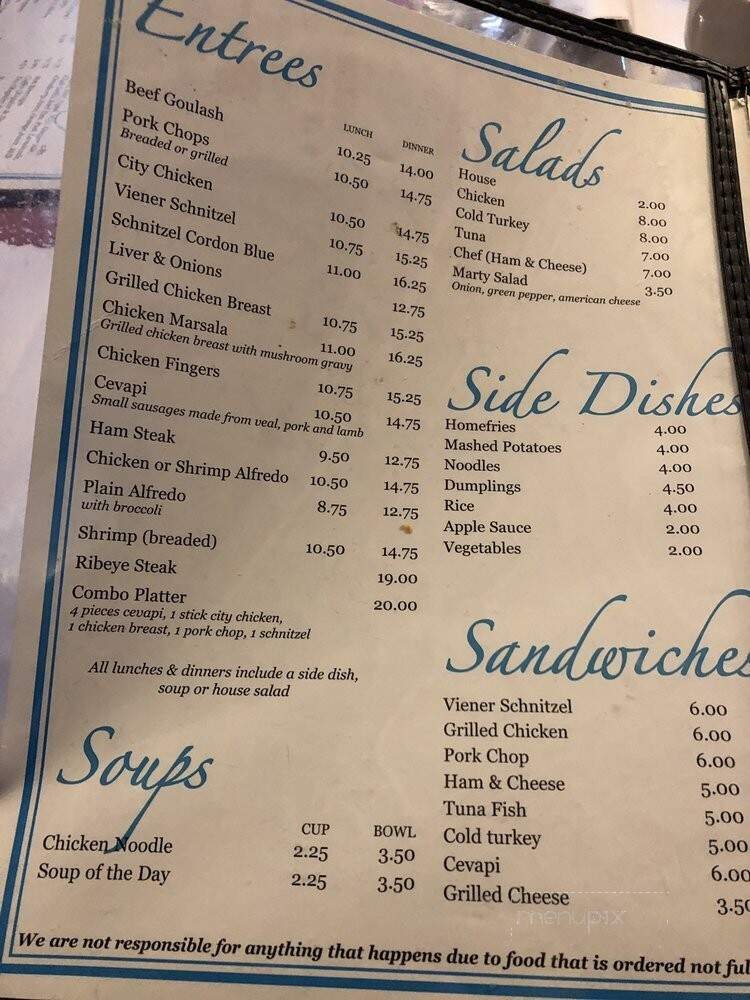 Entrees
LUNCH DINNER
Beef Goulash 10.25 14.00
Pork Chops 10.50 14.75
Breaded or grilled
City Chicken 10.50 14.75
Viener Schnitzel 10.75 15.25
Schnitzel Cordon Blue 11.00 16.25
Liver & Onions 12.75
Grilled Chicken Breast 10.75 15.25
Chicken Marsala 11.00 16.25
Grilled chicken breast with mushroom gravy
Chicken Fingers 10.75 15.25
Cevapi 10.50 14.75
Small sausages made from veal, pork and lamb
Ham Steak 9.50 12.75
Chicken or Shrimp Alfredo 10.50 14.75
Plain Alfredo 8.75 12.75
with broccoli
Shrimp (breaded) 10.50 14.75
Ribeye Steak 19.00
Combo Platter 20.00
4 pieces cevapi, 1 stick city chicken,
1 chicken breast, 1 pork chop, 1 schnitzel
All lunches & dinners include a side dish,
soup or house salad
Soups
CUP BOWL
Chicken Noodle 2.25 3.50
Soup of the Day 2.25 3.50
Salads
House 2.00
Chicken 8.00
Cold Turkey 8.00
Tuna 7.00
Chef (Ham & Cheese) 7.00
Marty Salad 3.50
Onion, green pepper, american cheese
Side Dishes
Homefries 4.00
Mashed Potatoes 4.00
Noodles 4.00
Dumplings 4.50
Rice 4.00
Apple Sauce 2.00
Vegetables 2.00
Sandwiches
Viener Schnitzel 6.00
Grilled Chicken 6.00
Pork Chop 6.00
Ham & Cheese 5.00
Tuna Fish 5.00
Cold turkey 5.00
Cevapi 6.00
Grilled Cheese 3.50
menupix
We are not responsible for anything that happens due to food that is ordered not ful